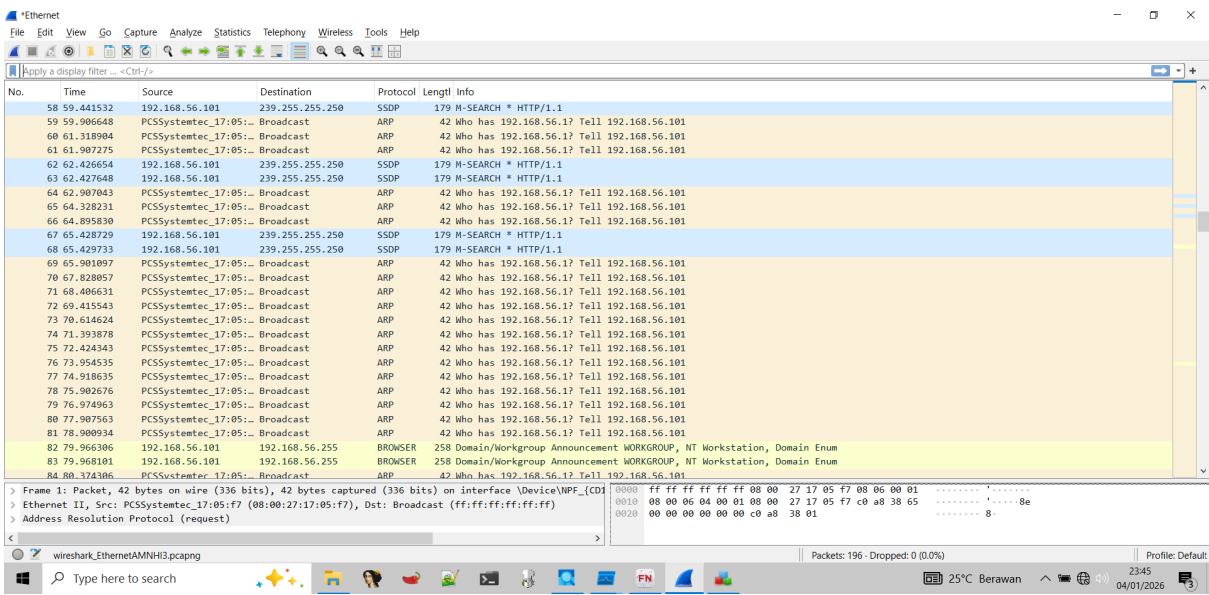 *Ethernet
File Edit View Go Capture Analyze Statistics Telephony Wireless Tools Help
Apply a display filter ... <Ctrl-/>
No. Time Source Destination Protocol Lengtl Info
58 59.441532 192.168.56.101 239.255.255.250 SSDP 179 M-SEARCH * HTTP/1.1
59 59.906648 PCSSystemtec_17:05:… Broadcast ARP 42 Who has 192.168.56.1? Tell 192.168.56.101
60 61.318904 PCSSystemtec_17:05:… Broadcast ARP 42 Who has 192.168.56.1? Tell 192.168.56.101
61 61.907275 PCSSystemtec_17:05:… Broadcast ARP 42 Who has 192.168.56.1? Tell 192.168.56.101
62 62.426654 192.168.56.101 239.255.255.250 SSDP 179 M-SEARCH * HTTP/1.1
63 62.427648 192.168.56.101 239.255.255.250 SSDP 179 M-SEARCH * HTTP/1.1
64 62.907043 PCSSystemtec_17:05:… Broadcast ARP 42 Who has 192.168.56.1? Tell 192.168.56.101
65 64.328231 PCSSystemtec_17:05:… Broadcast ARP 42 Who has 192.168.56.1? Tell 192.168.56.101
66 64.895830 PCSSystemtec_17:05:… Broadcast ARP 42 Who has 192.168.56.1? Tell 192.168.56.101
67 65.428729 192.168.56.101 239.255.255.250 SSDP 179 M-SEARCH * HTTP/1.1
68 65.429733 192.168.56.101 239.255.255.250 SSDP 179 M-SEARCH * HTTP/1.1
69 65.901097 PCSSystemtec_17:05:… Broadcast ARP 42 Who has 192.168.56.1? Tell 192.168.56.101
70 67.828057 PCSSystemtec_17:05:… Broadcast ARP 42 Who has 192.168.56.1? Tell 192.168.56.101
71 68.406631 PCSSystemtec_17:05:… Broadcast ARP 42 Who has 192.168.56.1? Tell 192.168.56.101
72 69.415543 PCSSystemtec_17:05:… Broadcast ARP 42 Who has 192.168.56.1? Tell 192.168.56.101
73 70.614624 PCSSystemtec_17:05:… Broadcast ARP 42 Who has 192.168.56.1? Tell 192.168.56.101
74 71.393878 PCSSystemtec_17:05:… Broadcast ARP 42 Who has 192.168.56.1? Tell 192.168.56.101
75 72.424343 PCSSystemtec_17:05:… Broadcast ARP 42 Who has 192.168.56.1? Tell 192.168.56.101
76 73.954535 PCSSystemtec_17:05:… Broadcast ARP 42 Who has 192.168.56.1? Tell 192.168.56.101
77 74.918635 PCSSystemtec_17:05:… Broadcast ARP 42 Who has 192.168.56.1? Tell 192.168.56.101
78 75.902676 PCSSystemtec_17:05:… Broadcast ARP 42 Who has 192.168.56.1? Tell 192.168.56.101
79 76.974963 PCSSystemtec_17:05:… Broadcast ARP 42 Who has 192.168.56.1? Tell 192.168.56.101
80 77.907563 PCSSystemtec_17:05:… Broadcast ARP 42 Who has 192.168.56.1? Tell 192.168.56.101
81 78.900934 PCSSystemtec_17:05:… Broadcast ARP 42 Who has 192.168.56.1? Tell 192.168.56.101
82 79.966306 192.168.56.101 192.168.56.255 BROWSER 258 Domain/Workgroup Announcement WORKGROUP, NT Workstation, Domain Enum
83 79.968101 192.168.56.101 192.168.56.255 BROWSER 258 Domain/Workgroup Announcement WORKGROUP, NT Workstation, Domain Enum
84 80.374306 PCSSystemtec_17:05:… Broadcast ARP 42 Who has 192.168.56.1? Tell 192.168.56.101
> Frame 1: Packet, 42 bytes on wire (336 bits), 42 bytes captured (336 bits) on interface \Device\NPF_{CD1
> Ethernet II, Src: PCSSystemtec_17:05:f7 (08:00:27:17:05:f7), Dst: Broadcast (ff:ff:ff:ff:ff:ff)
> Address Resolution Protocol (request)
0000 ff ff ff ff ff ff 08 00 27 17 05 f7 08 06 00 01 ········ '·······
0010 08 00 06 04 00 01 08 00 27 17 05 f7 c0 a8 38 65 ········ '·····8e
0020 00 00 00 00 00 00 c0 a8 38 01 ········ 8·
wireshark_EthernetAMNHI3.pcapng Packets: 196 · Dropped: 0 (0.0%) Profile: Default
Type here to search FN 25°C Berawan 23:45
04/01/2026 3